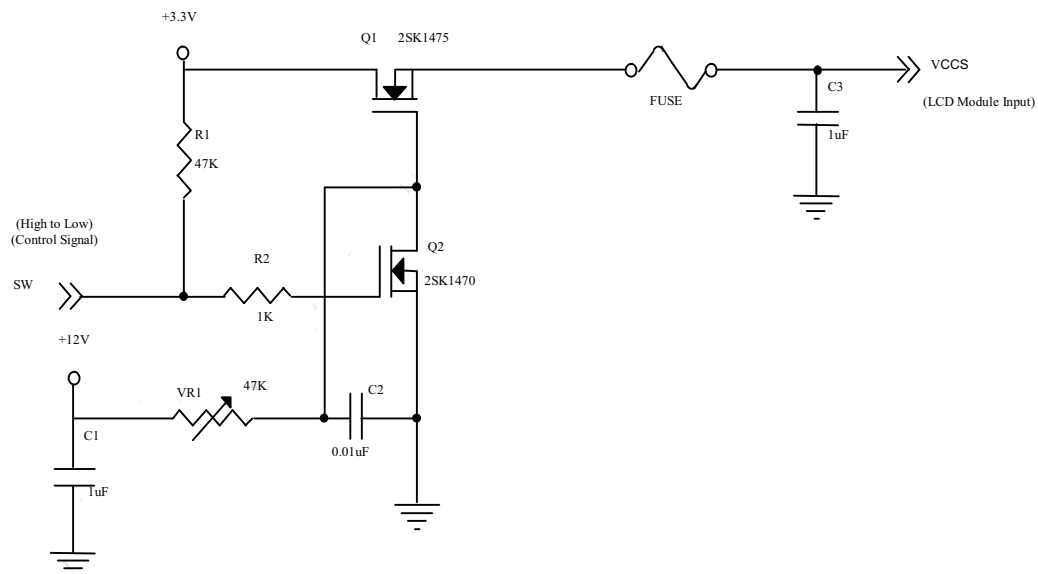 +3.3V
Q1 2SK1475
VCCS
FUSE
C3
(LCD Module Input)
R1
1uF
47K
(High to Low)
(Control Signal)
Q2
R2
SW
2SK1470
1K
+12V
VR1
47K
C2
C1
0.01uF
1uF